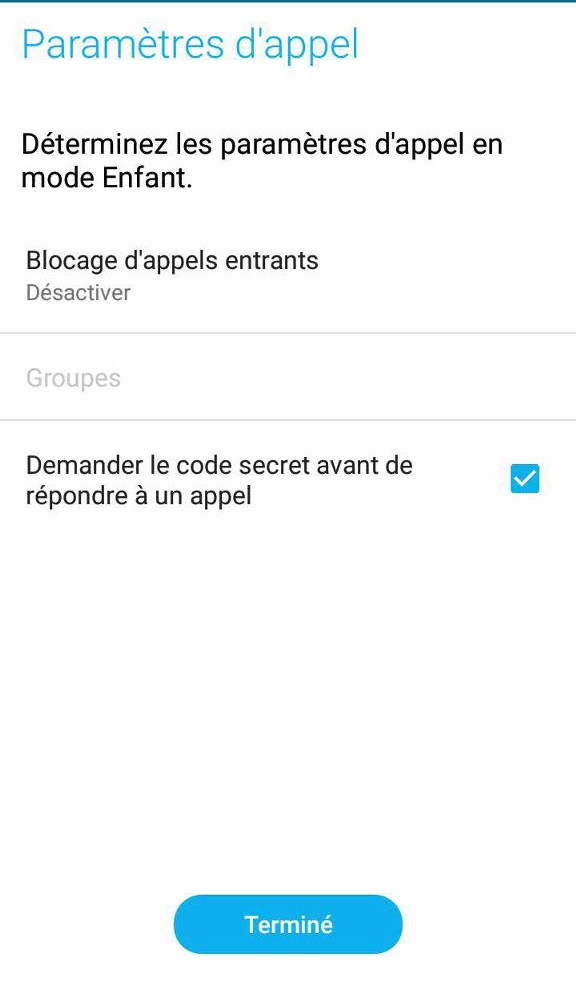 Paramètres d'appel
Déterminez les paramètres d'appel en
mode Enfant.
Blocage d'appels entrants
Désactiver
Groupes
Demander le code secret avant de
répondre à un appel
Terminé